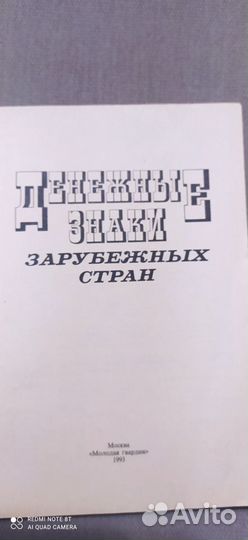 ДЕНЕЖНЫЕ
ЗНАКИ
ЗАРУБЕЖНЫХ
СТРАН
Москва
«Молодая гвардия»
1993
REDMI NOTE 8T
AI QUAD CAMERA
Avito